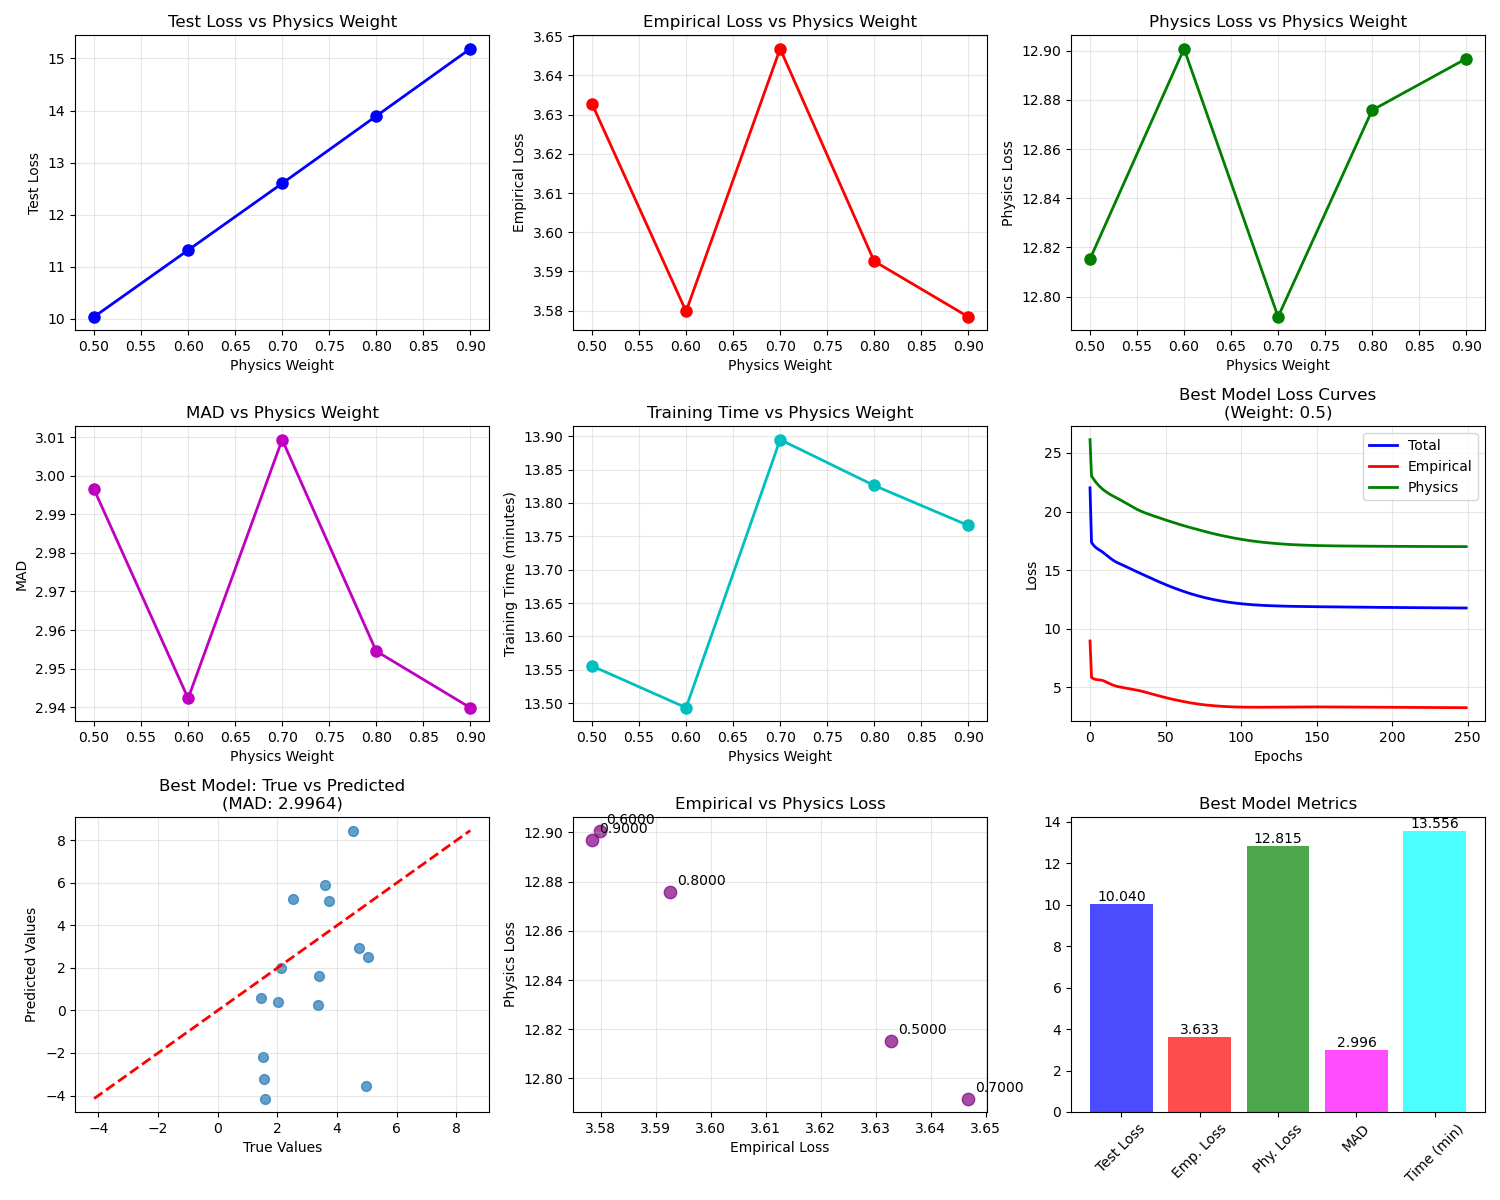 Test Loss vs Physics Weight
Test Loss
15
14
13
12
11
10
0.50 0.55 0.60 0.65 0.70 0.75 0.80 0.85 0.90
Physics Weight
Empirical Loss vs Physics Weight
Empirical Loss
3.65
3.64
3.63
3.62
3.61
3.60
3.59
3.58
0.50 0.55 0.60 0.65 0.70 0.75 0.80 0.85 0.90
Physics Weight
Physics Loss vs Physics Weight
Physics Loss
12.90
12.88
12.86
12.84
12.82
12.80
0.50 0.55 0.60 0.65 0.70 0.75 0.80 0.85 0.90
Physics Weight
MAD vs Physics Weight
MAD
3.01
3.00
2.99
2.98
2.97
2.96
2.95
2.94
0.50 0.55 0.60 0.65 0.70 0.75 0.80 0.85 0.90
Physics Weight
Training Time vs Physics Weight
Training Time (minutes)
13.90
13.85
13.80
13.75
13.70
13.65
13.60
13.55
13.50
0.50 0.55 0.60 0.65 0.70 0.75 0.80 0.85 0.90
Physics Weight
Best Model Loss Curves
(Weight: 0.5)
Loss
25
20
15
10
5
Total
Empirical
Physics
0 50 100 150 200 250
Epochs
Best Model: True vs Predicted
(MAD: 2.9964)
Predicted Values
8
6
4
2
0
−2
−4
−4 −2 0 2 4 6 8
True Values
Empirical vs Physics Loss
Physics Loss
12.90
12.88
12.86
12.84
12.82
12.80
0.6000
0.9000
0.8000
0.5000
0.7000
3.58 3.59 3.60 3.61 3.62 3.63 3.64 3.65
Empirical Loss
Best Model Metrics
14
12
10
8
6
4
2
0
10.040
3.633
12.815
2.996
13.556
Test Loss
Emp. Loss
Phy. Loss
MAD
Time (min)